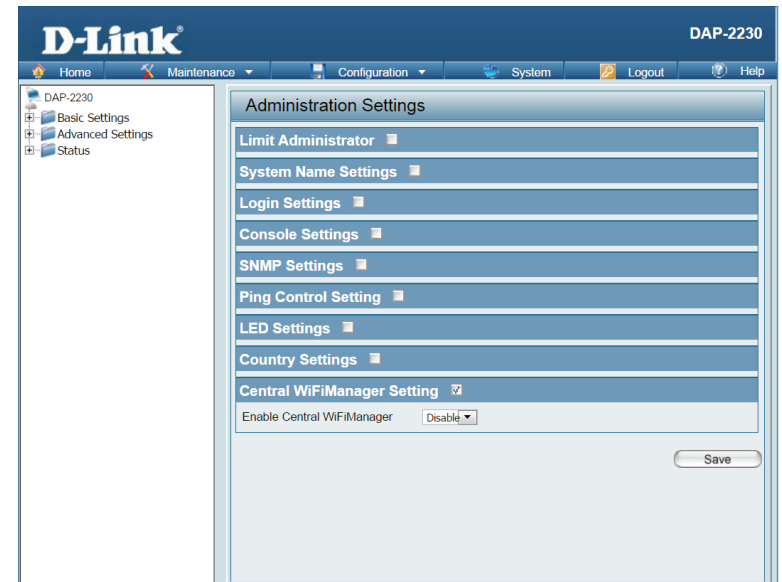 D-Link®
DAP-2230
Home
Maintenance
Configuration
System
Logout
Help
DAP-2230
Basic Settings
Advanced Settings
Status
Administration Settings
Limit Administrator
System Name Settings
Login Settings
Console Settings
SNMP Settings
Ping Control Setting
LED Settings
Country Settings
Central WiFiManager Setting
Enable Central WiFiManager Disable
Save